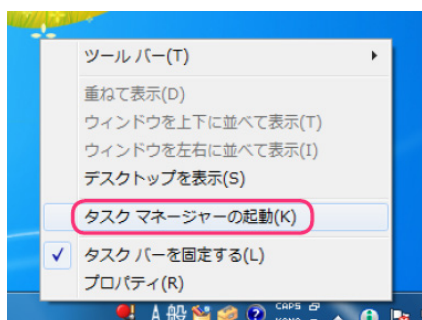 ツール バー(T)
重ねて表示(D)
ウィンドウを上下に並べて表示(T)
ウィンドウを左右に並べて表示(I)
デスクトップを表示(S)
タスク マネージャーの起動(K)
タスク バーを固定する(L)
プロパティ(R)
A 般 CAPS